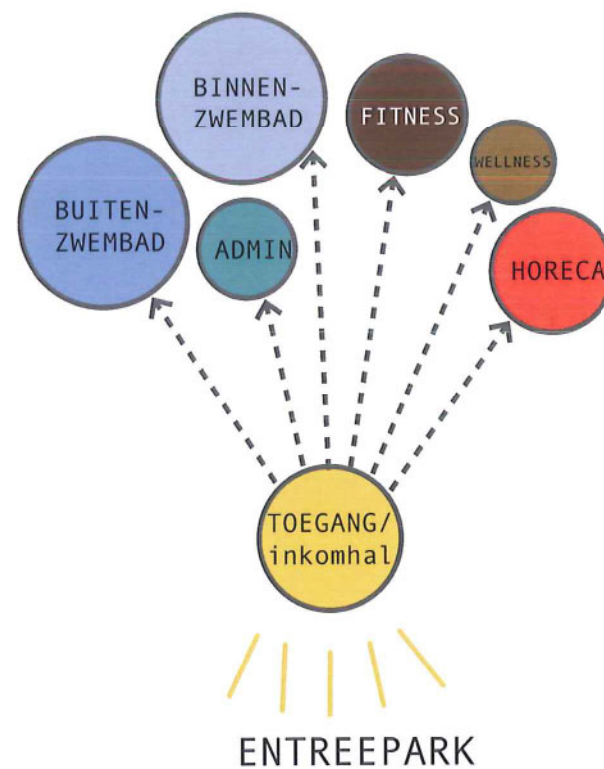 BINNEN-
ZWEMBAD
FITNESS
WELLNESS
BUITEN-
ZWEMBAD
ADMIN
HORECA
TOEGANG/
inkomhal
ENTREEPARK